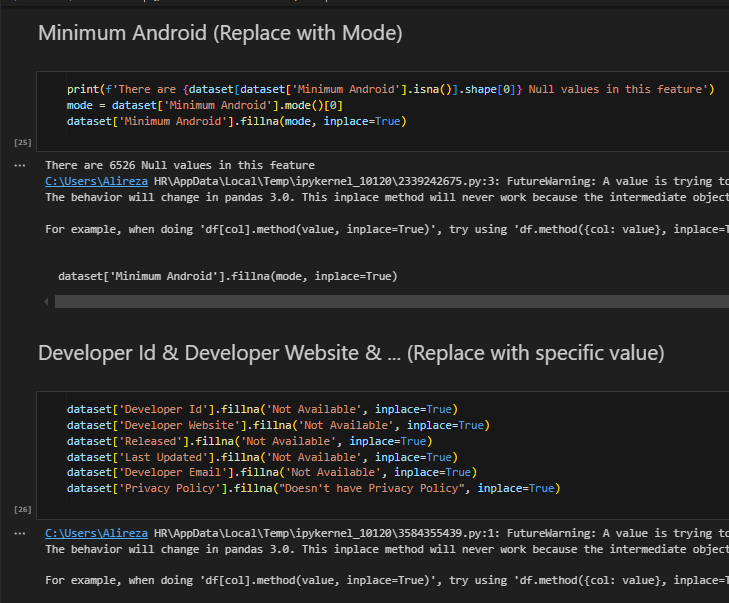 Minimum Android (Replace with Mode)
print(f'There are {dataset[dataset['Minimum Android'].isna()].shape[0]} Null values in this feature')
mode = dataset['Minimum Android'].mode()[0]
dataset['Minimum Android'].fillna(mode, inplace=True)
[25]
... There are 6526 Null values in this feature
C:\Users\Alireza HR\AppData\Local\Temp\ipykernel_10120\2339242675.py:3: FutureWarning: A value is trying to
The behavior will change in pandas 3.0. This inplace method will never work because the intermediate object
For example, when doing 'df[col].method(value, inplace=True)', try using 'df.method({col: value}, inplace=T
dataset['Minimum Android'].fillna(mode, inplace=True)
Developer Id & Developer Website & ... (Replace with specific value)
dataset['Developer Id'].fillna('Not Available', inplace=True)
dataset['Developer Website'].fillna('Not Available', inplace=True)
dataset['Released'].fillna('Not Available', inplace=True)
dataset['Last Updated'].fillna('Not Available', inplace=True)
dataset['Developer Email'].fillna('Not Available', inplace=True)
dataset['Privacy Policy'].fillna("Doesn't have Privacy Policy", inplace=True)
[26]
... C:\Users\Alireza HR\AppData\Local\Temp\ipykernel_10120\3584355439.py:1: FutureWarning: A value is trying to
The behavior will change in pandas 3.0. This inplace method will never work because the intermediate object
For example, when doing 'df[col].method(value, inplace=True)', try using 'df.method({col: value}, inplace=T